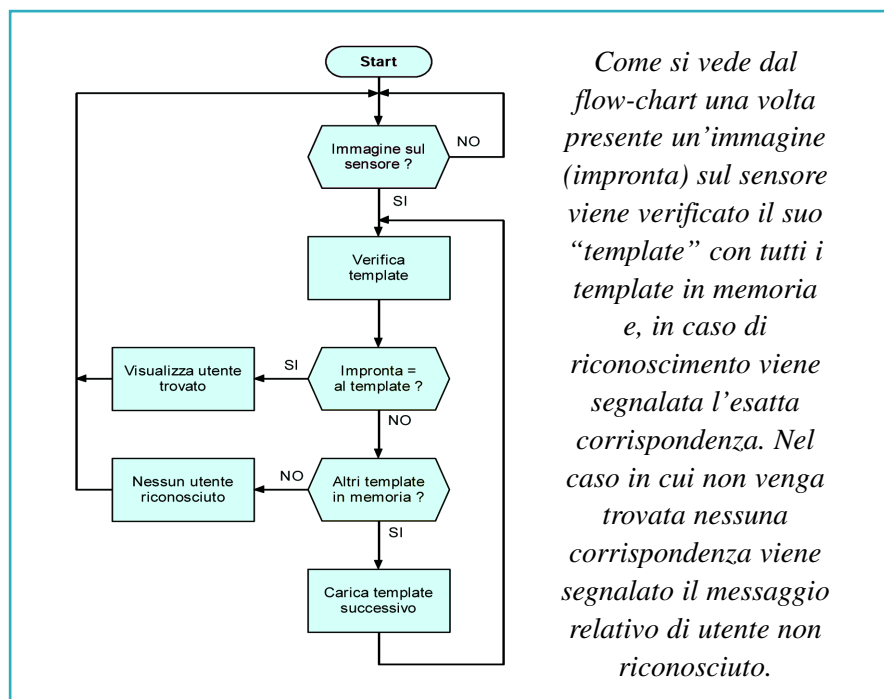 Start
NO
Immagine sul
sensore ?
SI
Verifica
template
Visualizza utente
trovato
SI
Impronta =
al template ?
NO
Nessun utente
riconosciuto
NO
Altri template
in memoria ?
SI
Carica template
successivo
Come si vede dal
flow-chart una volta
presente un’immagine
(impronta) sul sensore
viene verificato il suo
“template” con tutti i
template in memoria
e, in caso di
riconoscimento viene
segnalata l’esatta
corrispondenza. Nel
caso in cui non venga
trovata nessuna
corrispondenza viene
segnalato il messaggio
relativo di utente non
riconosciuto.